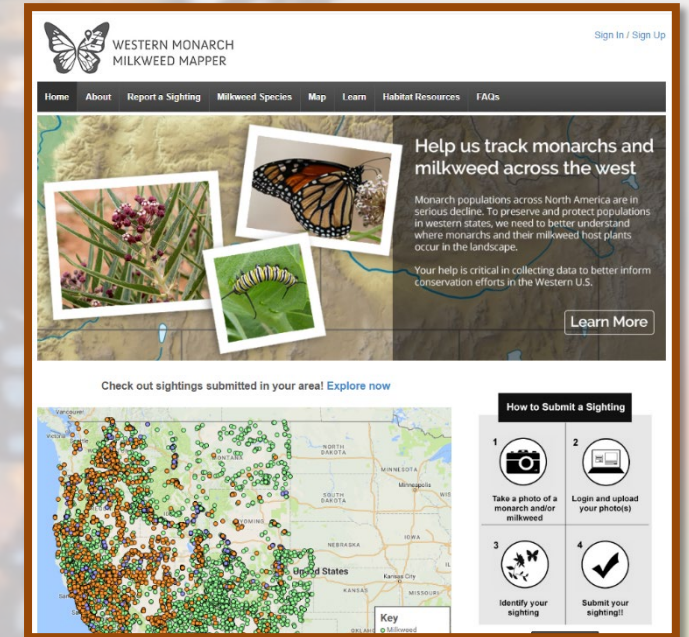 WESTERN MONARCH
MILKWEED MAPPER
Sign In / Sign Up
Home About Report a Sighting Milkweed Species Map Learn Habitat Resources FAQs
Help us track monarchs and
milkweed across the west
Monarch populations across North America are in
serious decline. To preserve and protect populations
in western states, we need to better understand
where monarchs and their milkweed host plants
occur in the landscape.
Your help is critical in collecting data to better inform
conservation efforts in the Western U.S.
Learn More
Check out sightings submitted in your area! Explore now
Vancouver
NORTH
DAKOTA
MINNESOTA
Minneapolis
SOUTH
DAKOTA
WIS
WYOMING
IOWA
NEBRASKA
United States
Kansas City
KANSAS
MISSOURI
Key
Milkweed
How to Submit a Sighting
1
Take a photo of a
monarch and/or
milkweed
2
Login and upload
your photo(s)
3
Identify your
sighting
4
Submit your
sighting!!